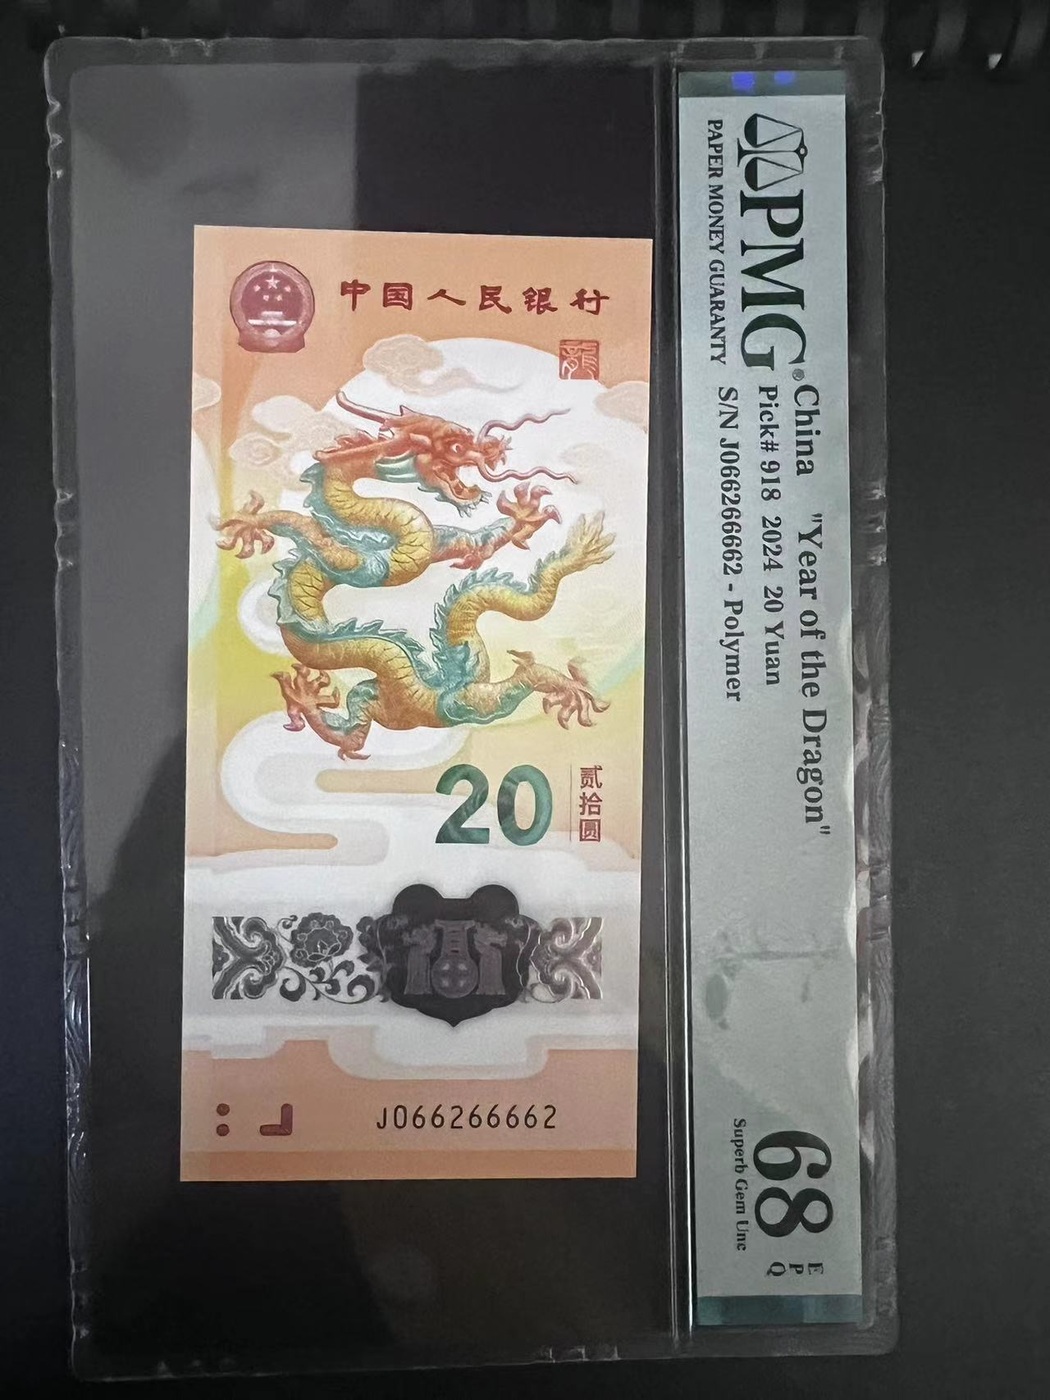 中国人民银行
龍
20
贰拾圆
J066266662
PMG®
PAPER MONEY GUARANTY
China "Year of the Dragon"
Pick# 918 2024 20 Yuan
S/N J066266662 - Polymer
68 EPQ
Superb Gem Unc